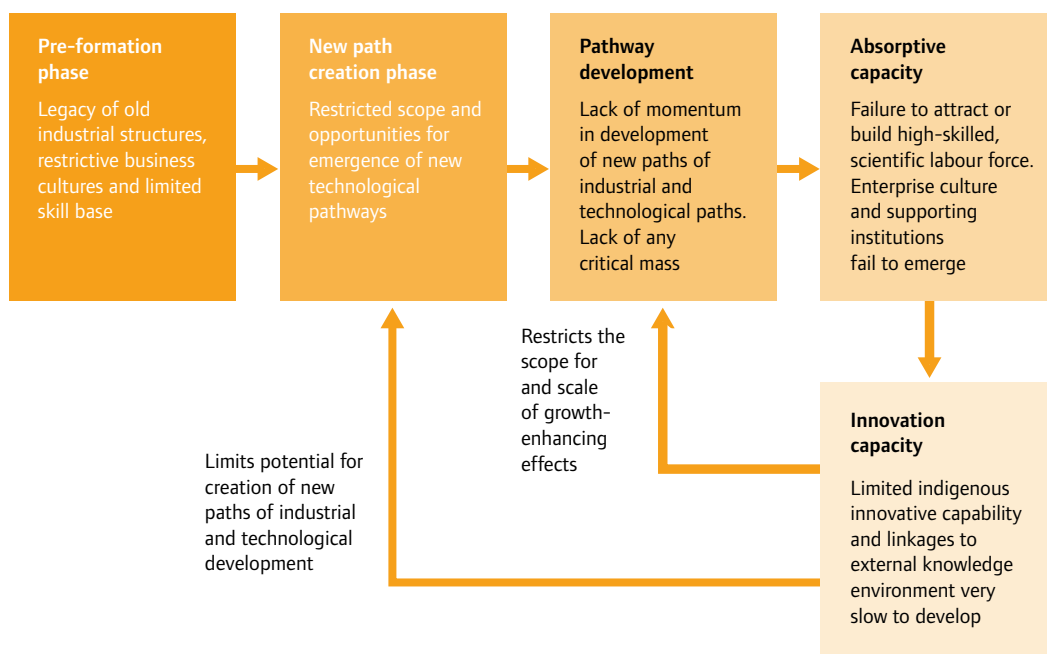 Pre-formation
phase
Legacy of old
industrial structures,
restrictive business
cultures and limited
skill base
New path
creation phase
Restricted scope and
opportunities for
emergence of new
technological
pathways
Pathway
development
Lack of momentum
in development
of new paths of
industrial and
technological paths.
Lack of any
critical mass
Absorptive
capacity
Failure to attract or
build high-skilled,
scientific labour force.
Enterprise culture
and supporting
institutions
fail to emerge
Restricts the
scope for
and scale
of growth-
enhancing
effects
Limits potential for
creation of new
paths of industrial
and technological
development
Innovation
capacity
Limited indigenous
innovative capability
and linkages to
external knowledge
environment very
slow to develop